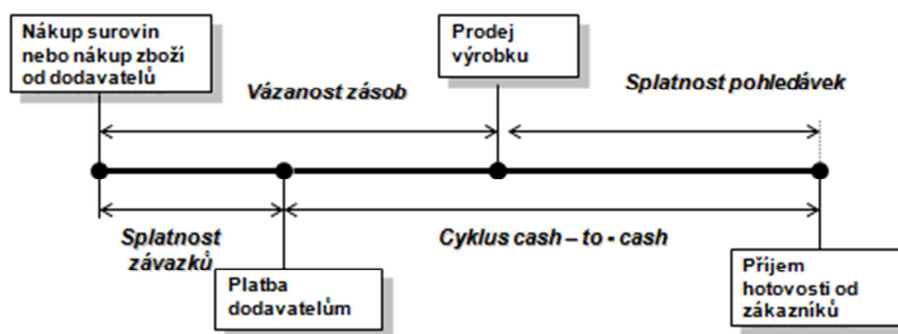 Nákup surovin
nebo nákup zboží
od dodavatelů
Prodej
výrobku
Vázanost zásob
Splatnost pohledávek
Splatnost
závazků
Cyklus cash – to - cash
Platba
dodavatelům
Příjem
hotovosti od
zákazníků